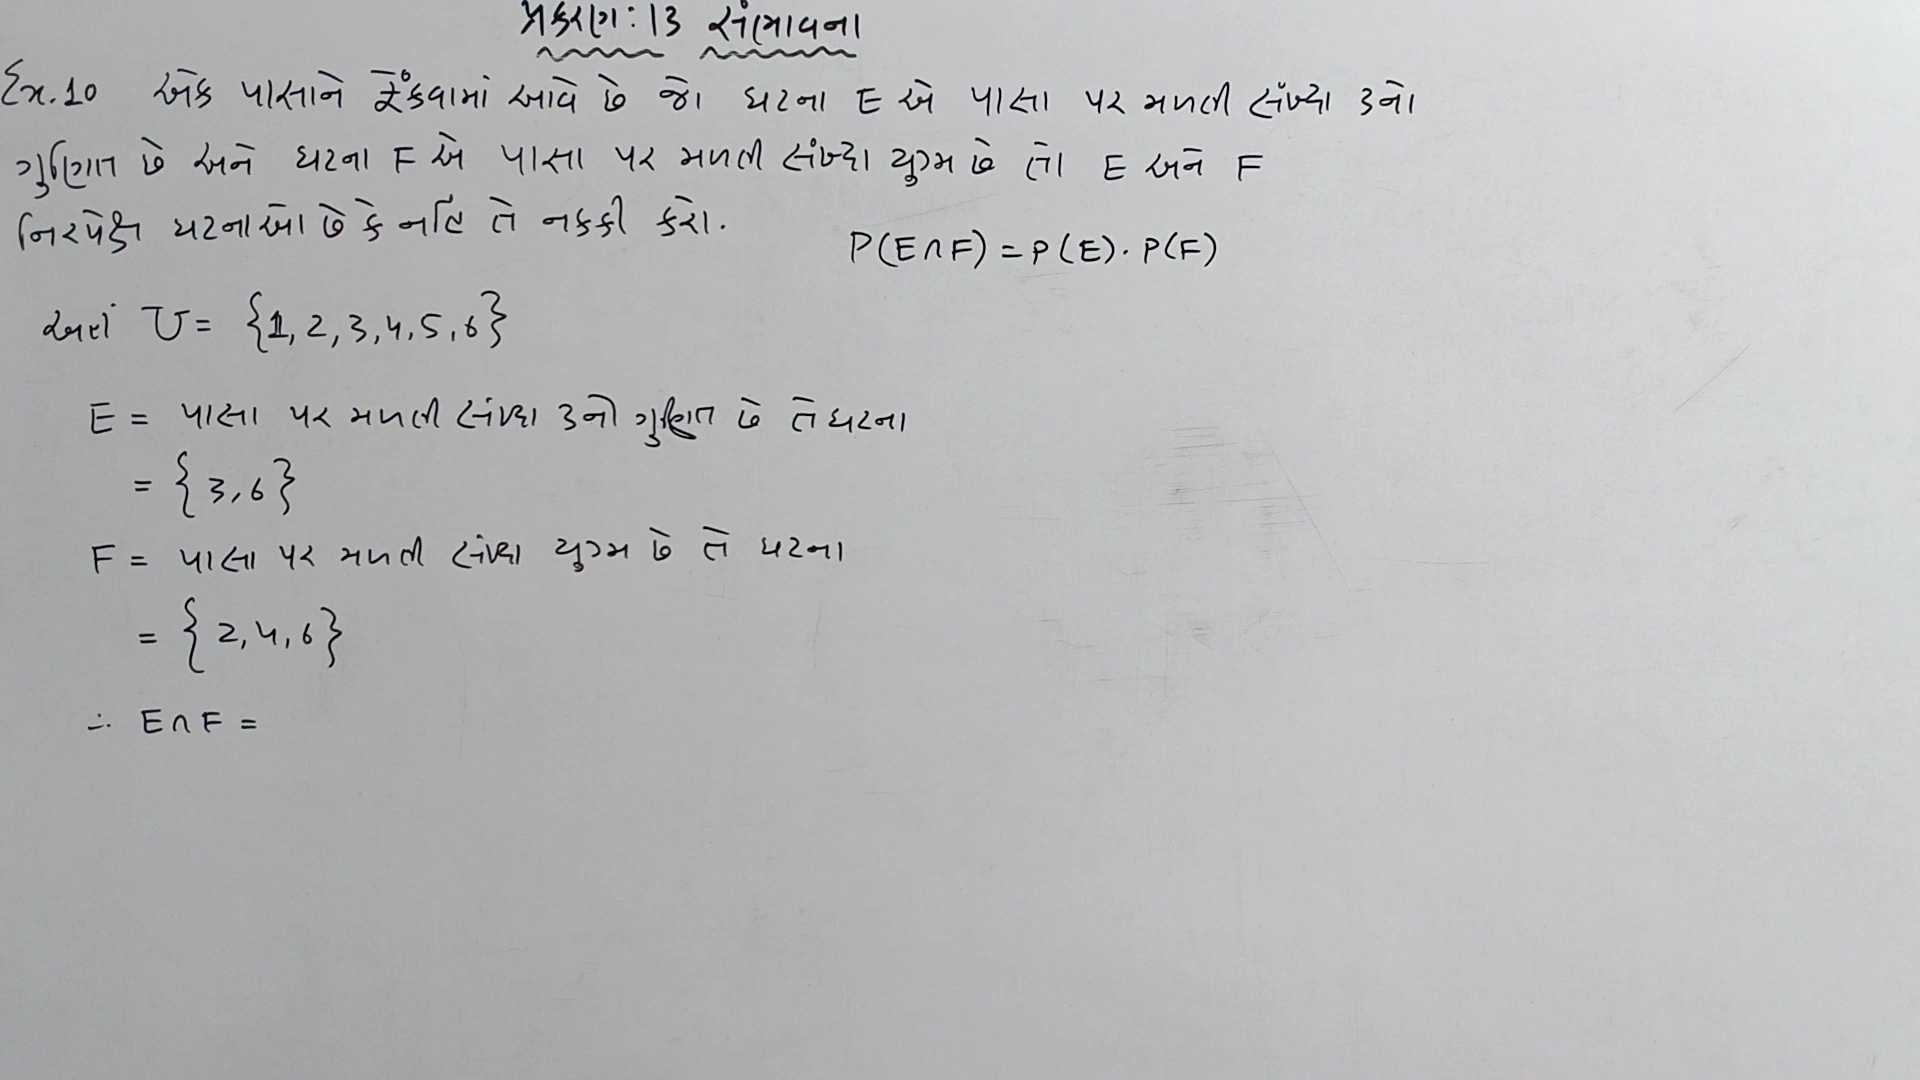 પ્રકરણ: 13 સંભાવના
Ex.10 એક પાસાને ફેંકવામાં આવે છે જો ઘટના E એ પાસા પર મળતી સંખ્યા 3નો
ગુણિત છે અને ઘટના F એ પાસા પર મળતી સંખ્યા યુગ્મ છે તો E અને F
નિરપેક્ષ ઘટનાઓ છે કે નહિ તે નક્કી કરો.
P(E∩F) = P(E). P(F)
અહીં U = {1, 2, 3, 4, 5, 6}
E = પાસા પર મળતી સંખ્યા 3નો ગુણિત છે તે ઘટના
= {3, 6}
F = પાસા પર મળતી સંખ્યા યુગ્મ છે તે ઘટના
= {2, 4, 6}
∴ E∩F =